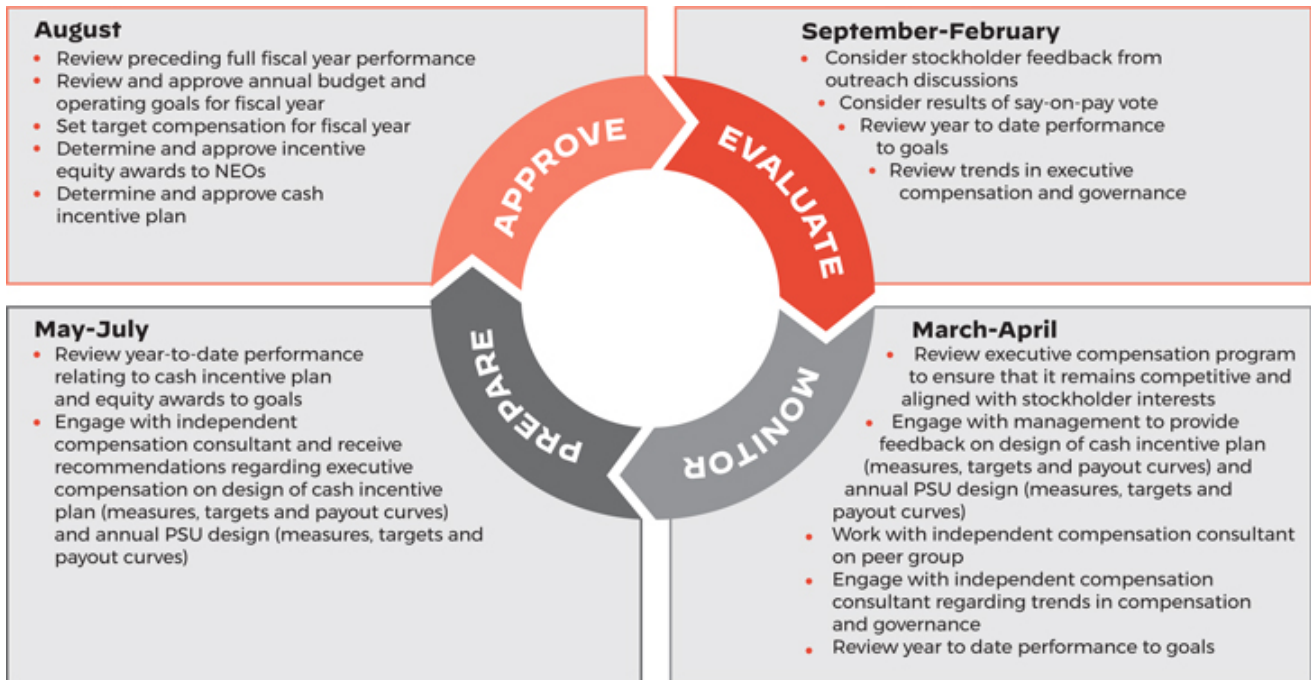 August
Review preceding full fiscal year performance
Review and approve annual budget and
operating goals for fiscal year
Set target compensation for fiscal year
Determine and approve incentive
equity awards to NEOs
Determine and approve cash
incentive plan
September-February
Consider stockholder feedback from
outreach discussions
Consider results of say-on-pay vote
Review year to date performance
to goals
Review trends in executive
compensation and governance
APPROVE
EVALUATE
PREPARE
MONITOR
May-July
Review year-to-date performance
relating to cash incentive plan
and equity awards to goals
Engage with independent
compensation consultant and receive
recommendations regarding executive
compensation on design of cash incentive
plan (measures, targets and payout curves)
and annual PSU design (measures, targets and
payout curves)
March-April
Review executive compensation program
to ensure that it remains competitive and
aligned with stockholder interests
Engage with management to provide
feedback on design of cash incentive plan
(measures, targets and payout curves) and
annual PSU design (measures, targets and
payout curves)
Work with independent compensation consultant
on peer group
Engage with independent compensation
consultant regarding trends in compensation
and governance
Review year to date performance to goals